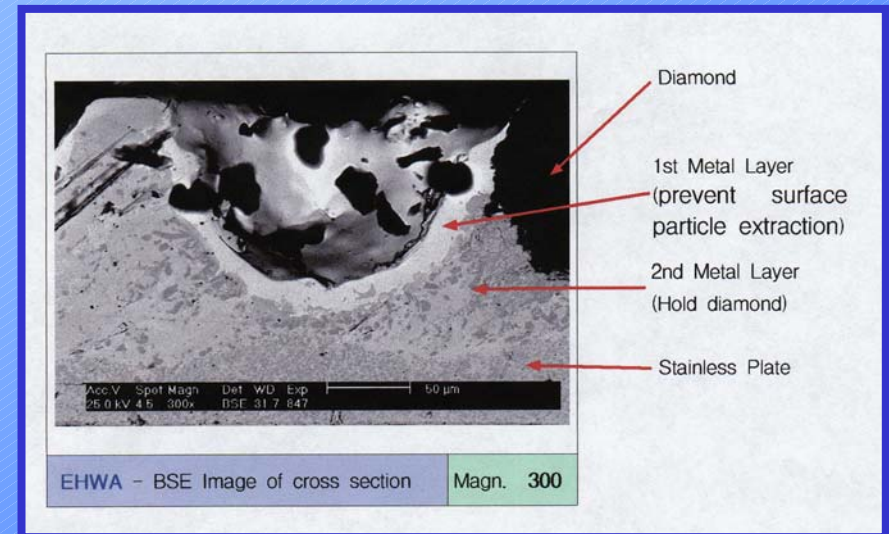 Diamond
1st Metal Layer
(prevent surface
particle extraction)
2nd Metal Layer
(Hold diamond)
Stainless Plate
Acc.V Spot Magn Det WD Exp 50 μm
25.0 kV 4.5 300x BSE 31.7 847
EHWA - BSE Image of cross section Magn. 300